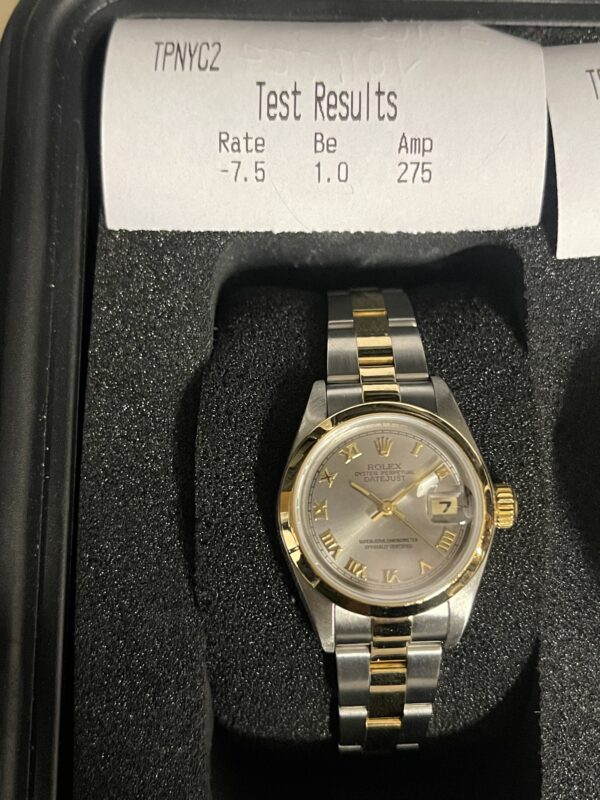 TPNYC2
Test Results
Rate Be Amp
-7.5 1.0 275
ROLEX
OYSTER PERPETUAL
DATEJUST
7
SUPERLATIVE CHRONOMETER
OFFICIALLY CERTIFIED